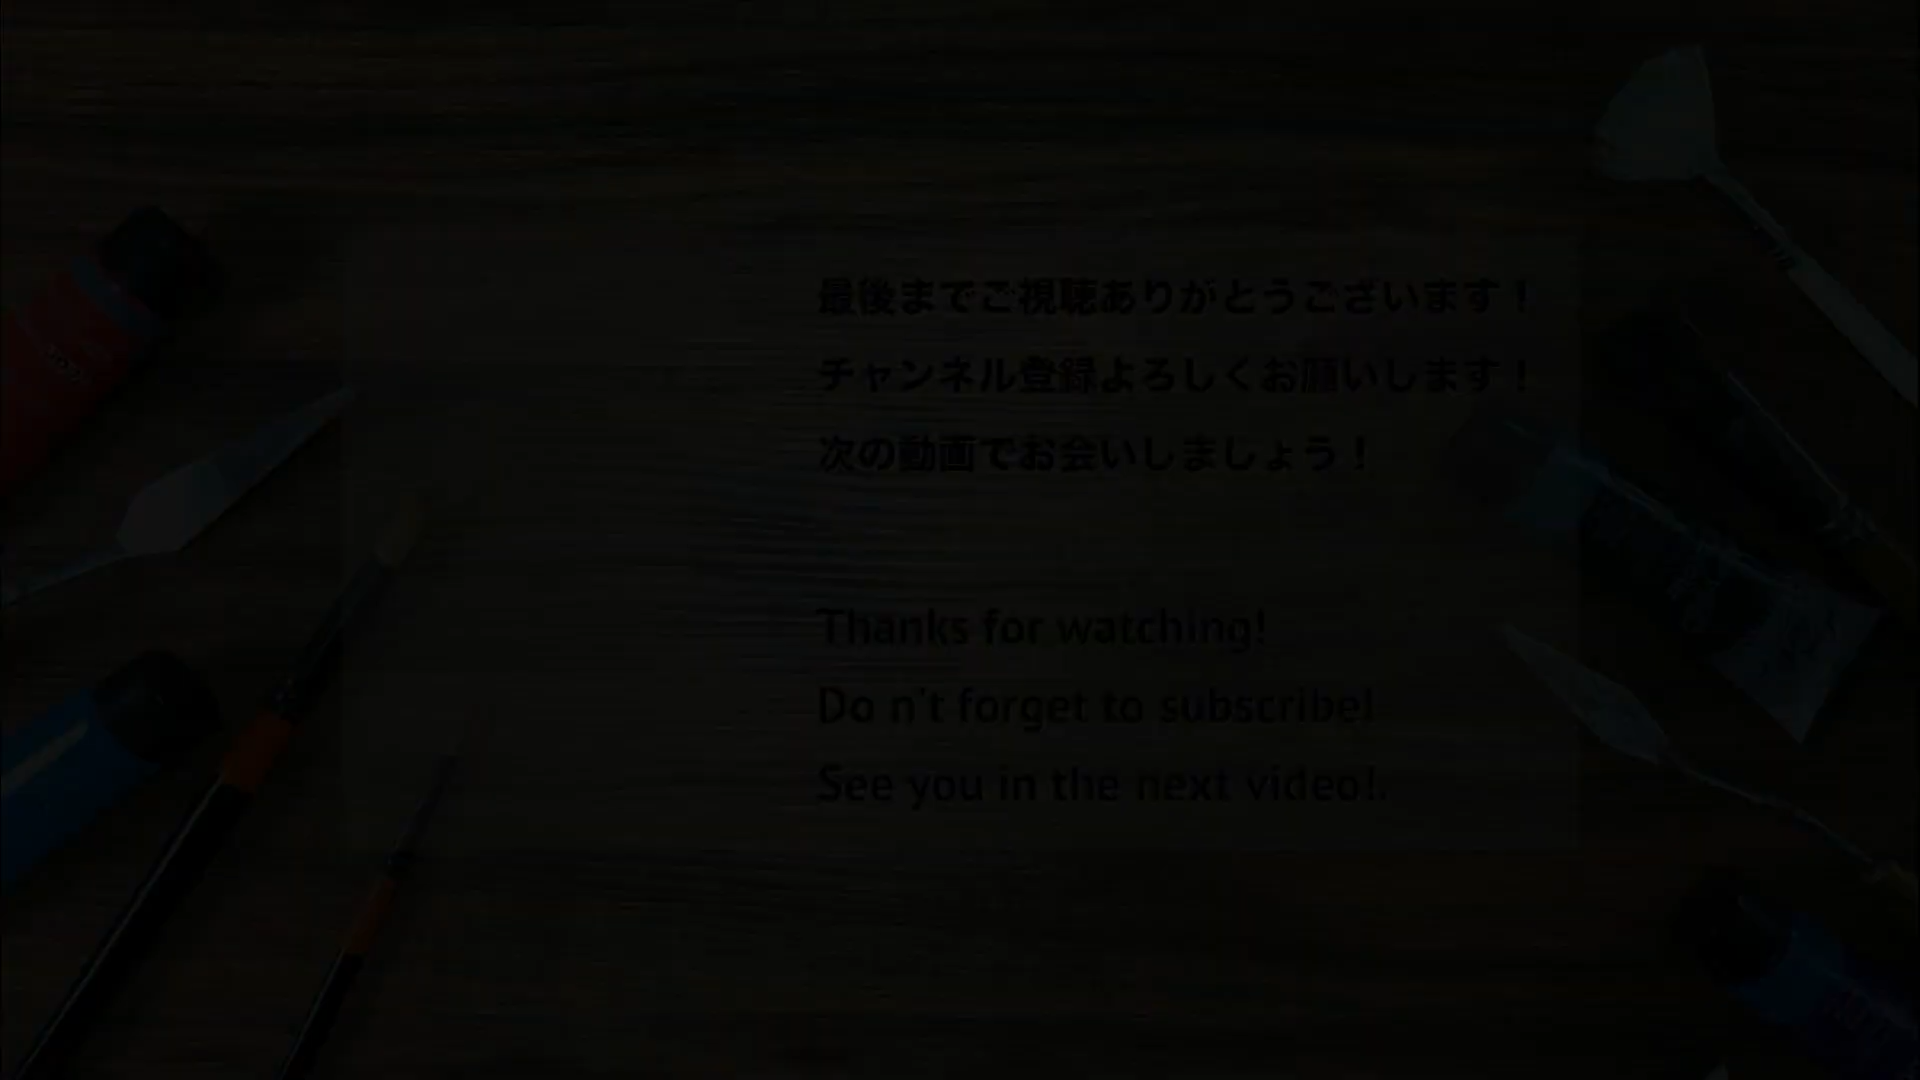 最後までご視聴ありがとうございます！
チャンネル登録よろしくお願いします！
次の動画でお会いしましょう！
Thanks for watching!
Do n't forget to subscribe!
See you in the next video!.